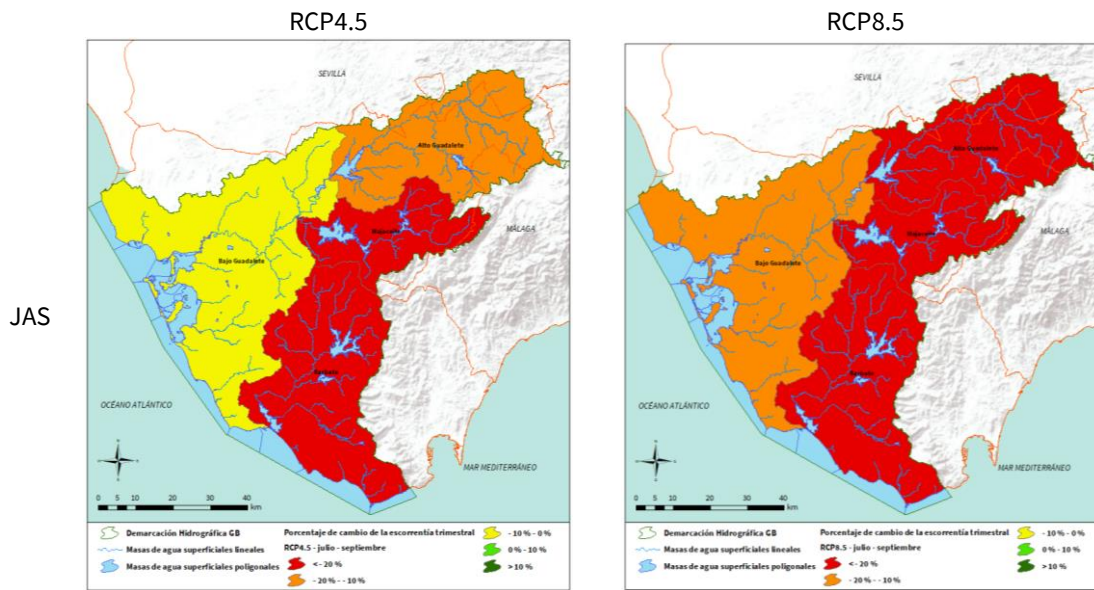 RCP4.5
RCP8.5
JAS
SEVILLA
Alto Guadalete
MÁLAGA
Majaceite
Bajo Guadalete
Barbate
OCÉANO ATLÁNTICO
MAR MEDITERRÁNEO
0 5 10 20 30 40
km
Demarcación Hidrográfica GB
Masas de agua superficiales lineales
Masas de agua superficiales poligonales
Porcentaje de cambio de la escorrentía trimestral
RCP4.5 - julio - septiembre
<- 20 %
- 20 % - - 10 %
- 10 % - 0 %
0 % - 10 %
> 10 %
SEVILLA
Alto Guadalete
MÁLAGA
Majaceite
Bajo Guadalete
Barbate
OCÉANO ATLÁNTICO
MAR MEDITERRÁNEO
0 5 10 20 30 40
km
Demarcación Hidrográfica GB
Masas de agua superficiales lineales
Masas de agua superficiales poligonales
Porcentaje de cambio de la escorrentía trimestral
RCP8.5 - julio - septiembre
<- 20 %
- 20 % - - 10 %
- 10 % - 0 %
0 % - 10 %
> 10 %